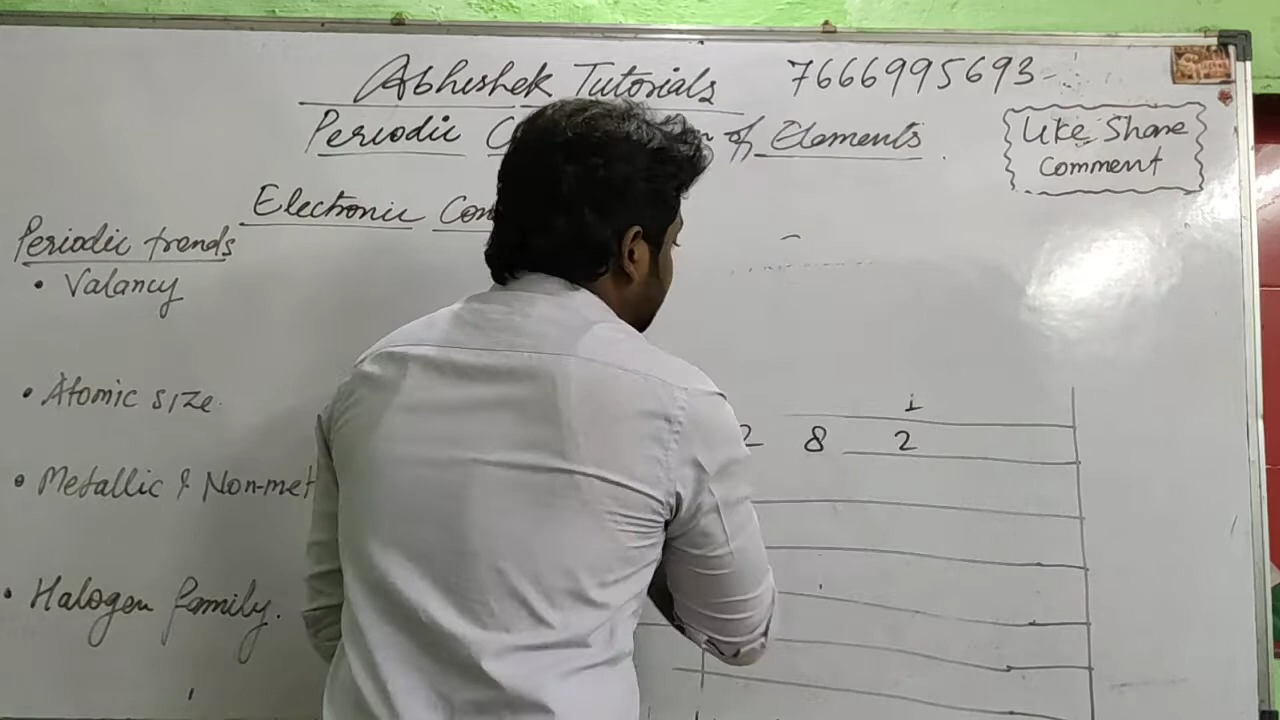 Abhishek Tutorials 7666995693
Periodic C of Elements.
Like Share
Comment
Electronic Con
Periodic trends
• Valancy
• Atomic size.
1
2 8 2
• Metallic & Non-met
• Halogen family.